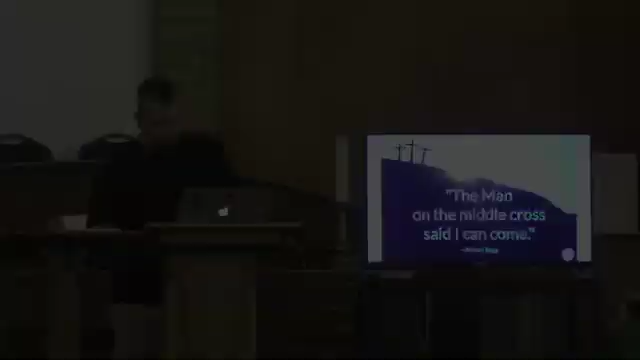 "The Man
on the middle cross
said I can come."